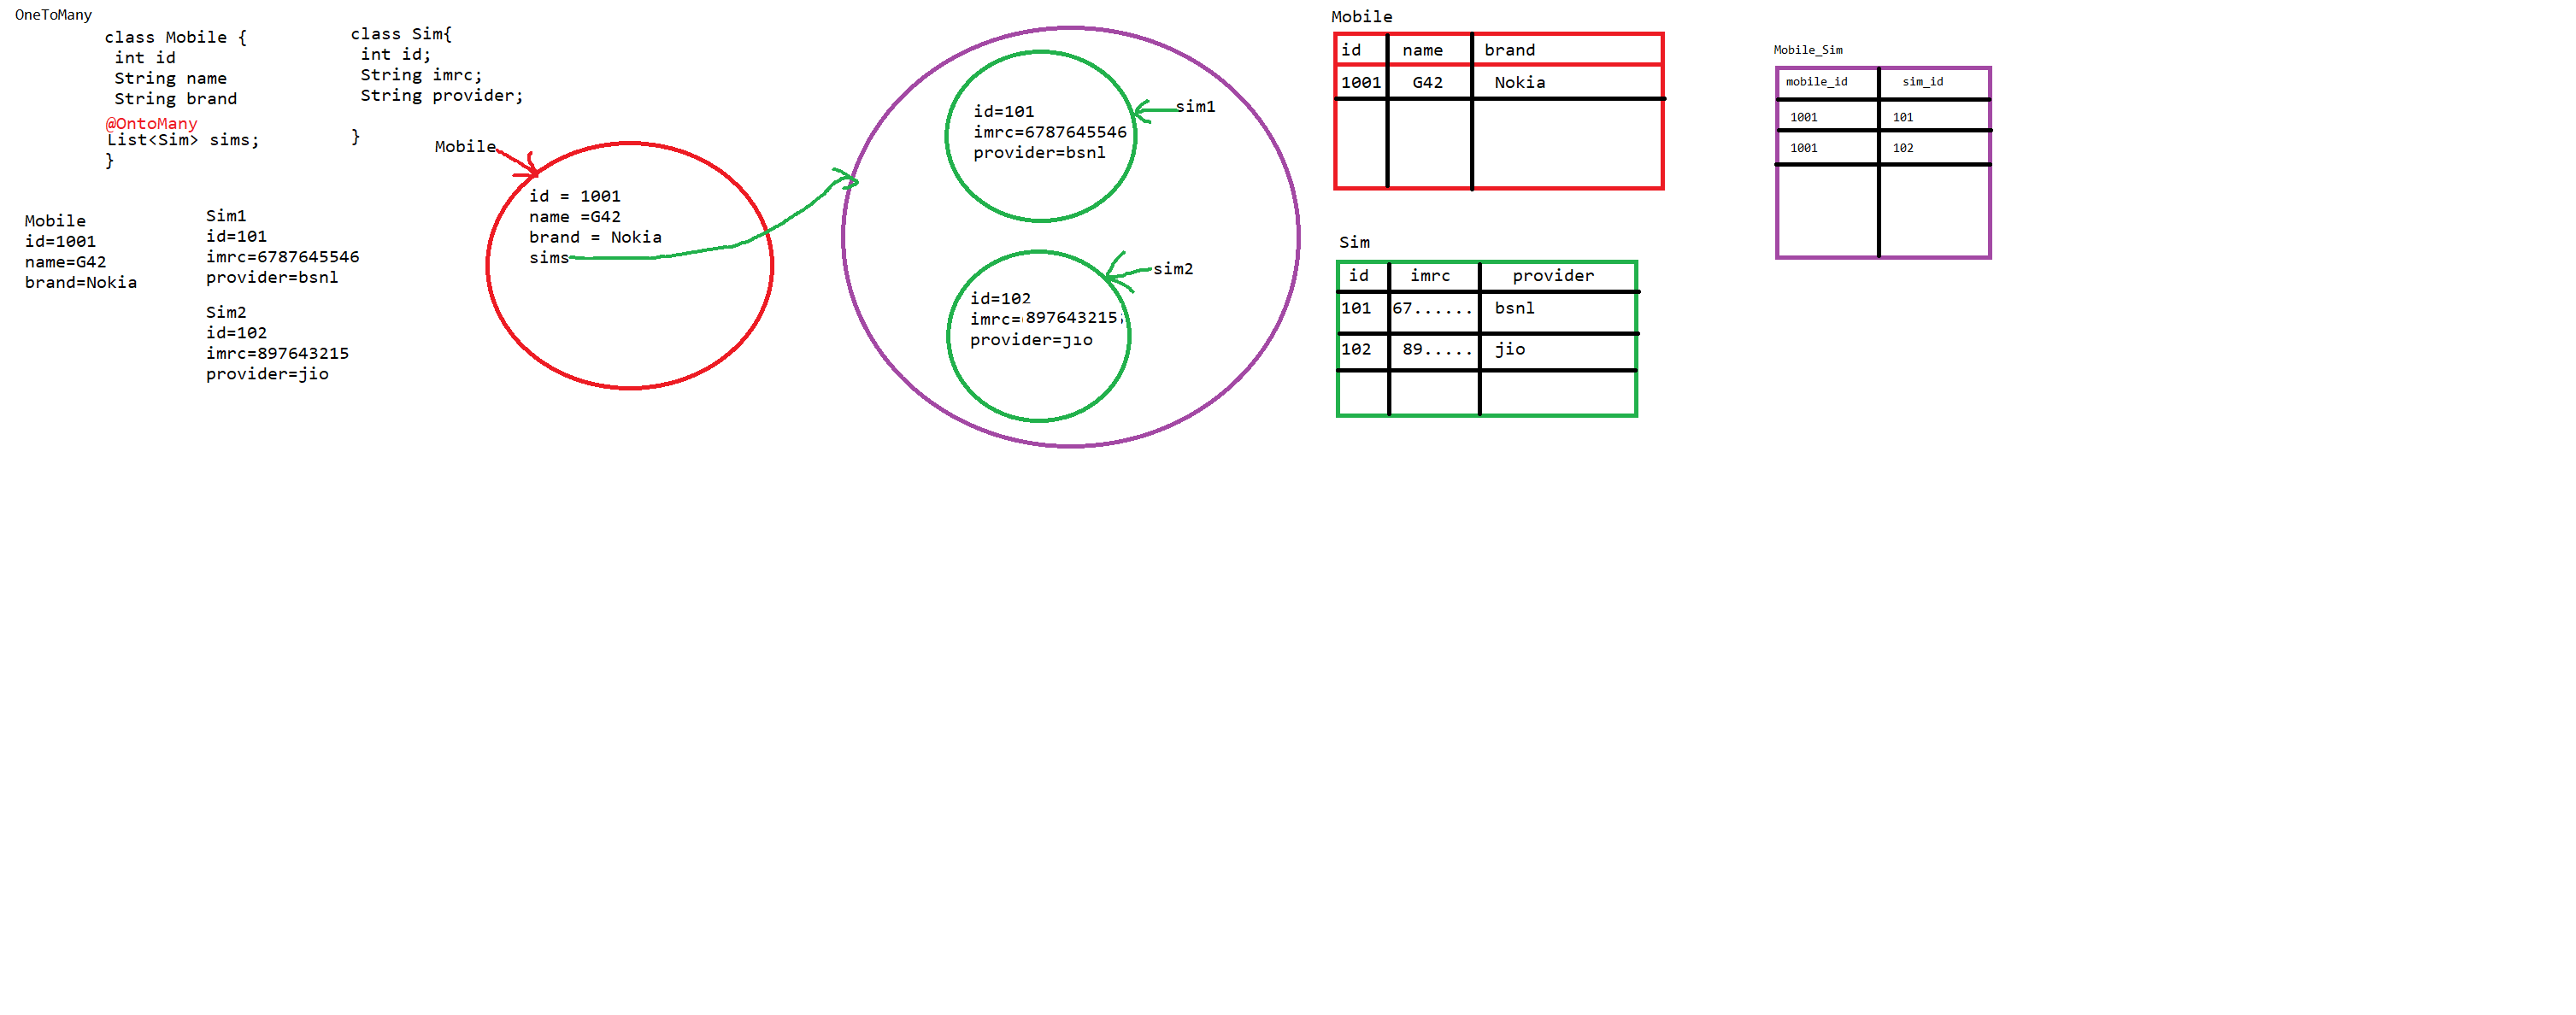 OneToMany
class Mobile {
int id
String name
String brand
@OntoMany
List<Sim> sims;
}
class Sim{
int id;
String imrc;
String provider;
}
Mobile
id=1001
name=G42
brand=Nokia
Sim1
id=101
imrc=6787645546
provider=bsnl
Sim2
id=102
imrc=897643215
provider=jio
Mobile
id = 1001
name =G42
brand = Nokia
sims
id=101
imrc=6787645546
provider=bsnl
sim1
id=102
imrc=897643215
provider=jio
sim2
Mobile
id name brand
1001 G42 Nokia
Sim
id imrc provider
101 67...... bsnl
102 89..... jio
Mobile_Sim
mobile_id sim_id
1001 101
1001 102